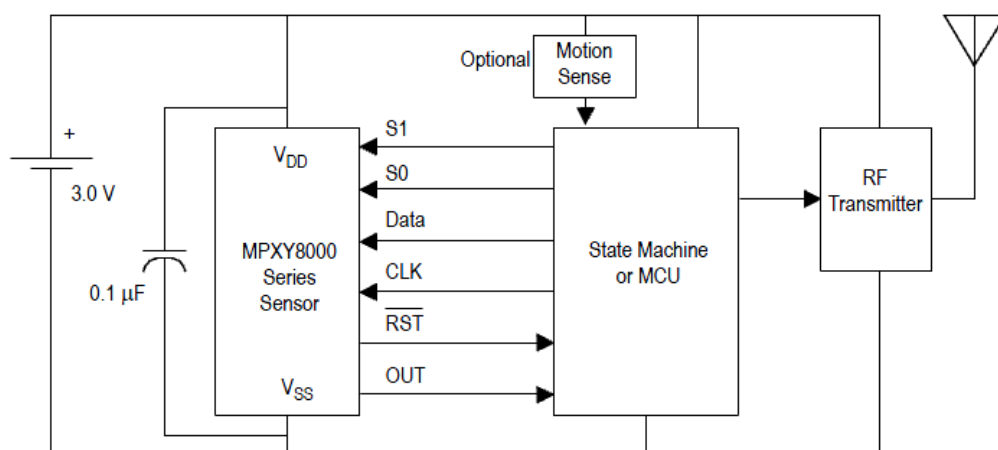 Optional
Motion
Sense
+
3.0 V
0.1 μF
VDD
MPXY8000
Series
Sensor
VSS
S1
S0
Data
CLK
R̅S̅T̅
OUT
State Machine
or MCU
RF
Transmitter